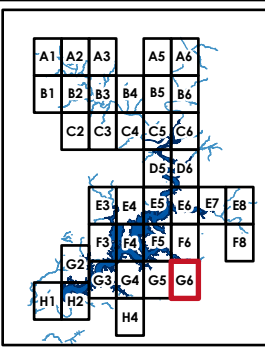 A1 A2 A3 A5 A6
B1 B2 B3 B4 B5 B6
C2 C3 C4 C5 C6
D5 D6
E3 E4 E5 E6 E7 E8
F3 F4 F5 F6 F8
G2 G3 G4 G5 G6
H1 H2
H4